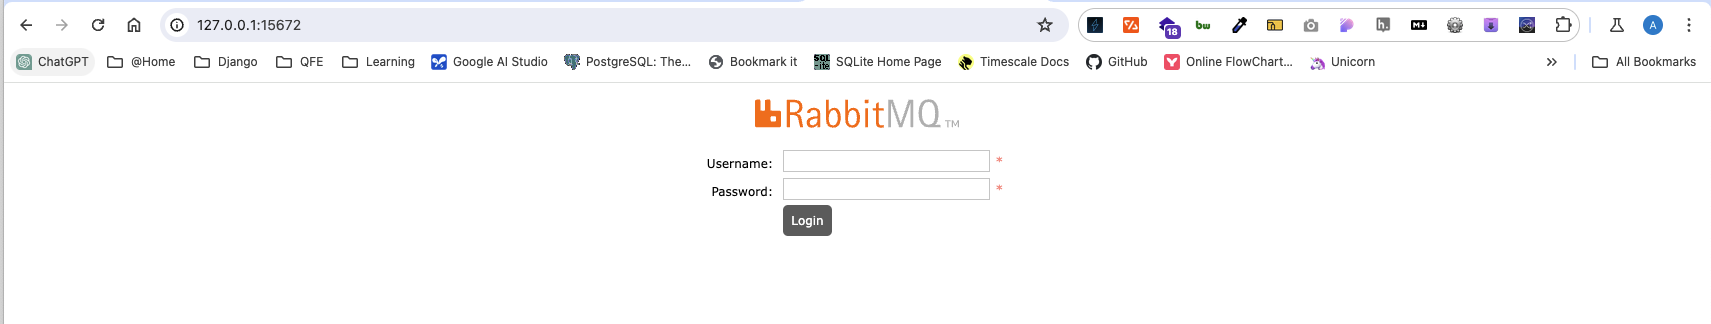 127.0.0.1:15672
18
bw
h.
M
A
ChatGPT
@Home
Django
QFE
Learning
Google AI Studio
PostgreSQL: The...
Bookmark it
SQLite Home Page
Timescale Docs
GitHub
Online FlowChart...
Unicorn
»
All Bookmarks
RabbitMQ TM
Username: *
Password: *
Login